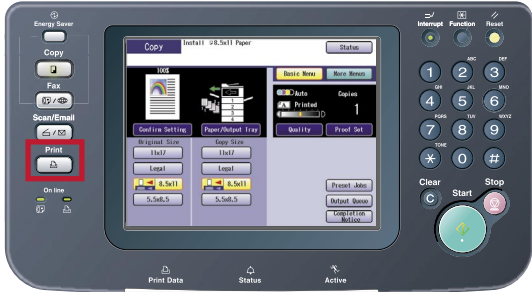 Energy Saver
Copy
Fax
Scan/Email
Print
On line
Copy
Install 8.5x11 Paper
Status
100%
Confirm Setting
Paper/Output Tray
Basic Menu
More Menus
Auto
Copies
Printed
1
Quality
Proof Set
Original Size
Copy Size
11x17
11x17
Legal
Legal
8.5x11
8.5x11
5.5x8.5
5.5x8.5
Preset Jobs
Output Queue
Completion
Notice
Interrupt
Function
Reset
ABC
DEF
1
2
3
GHI
JKL
MNO
4
5
6
PQRS
TUV
WXYZ
7
8
9
TONE
*
0
#
Clear
Start
Stop
C
Print Data
Status
Active